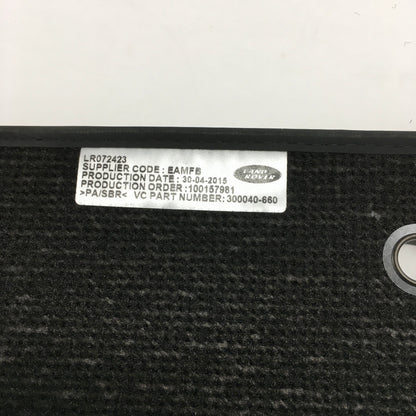 LR072423
SUPPLIER CODE : EAMFB
PRODUCTION DATE : 30-04-2015
PRODUCTION ORDER :100157981
>PA/SBR< VC PART NUMBER: 300040-660
LAND
ROVER